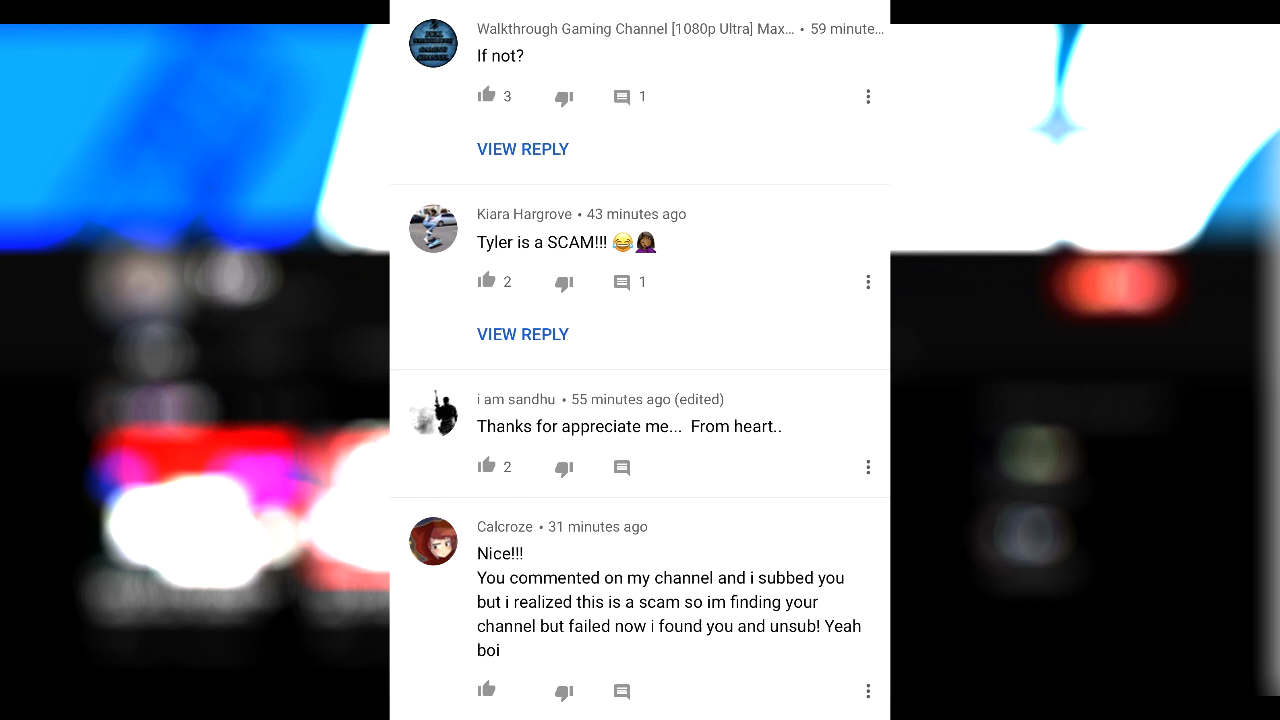 Walkthrough Gaming Channel [1080p Ultra] Max... • 59 minute...
If not?
3
1
VIEW REPLY
Kiara Hargrove • 43 minutes ago
Tyler is a SCAM!!! 😂🤦🏾‍♀️
2
1
VIEW REPLY
i am sandhu • 55 minutes ago (edited)
Thanks for appreciate me... From heart..
2
Calcroze • 31 minutes ago
Nice!!!
You commented on my channel and i subbed you
but i realized this is a scam so im finding your
channel but failed now i found you and unsub! Yeah
boi